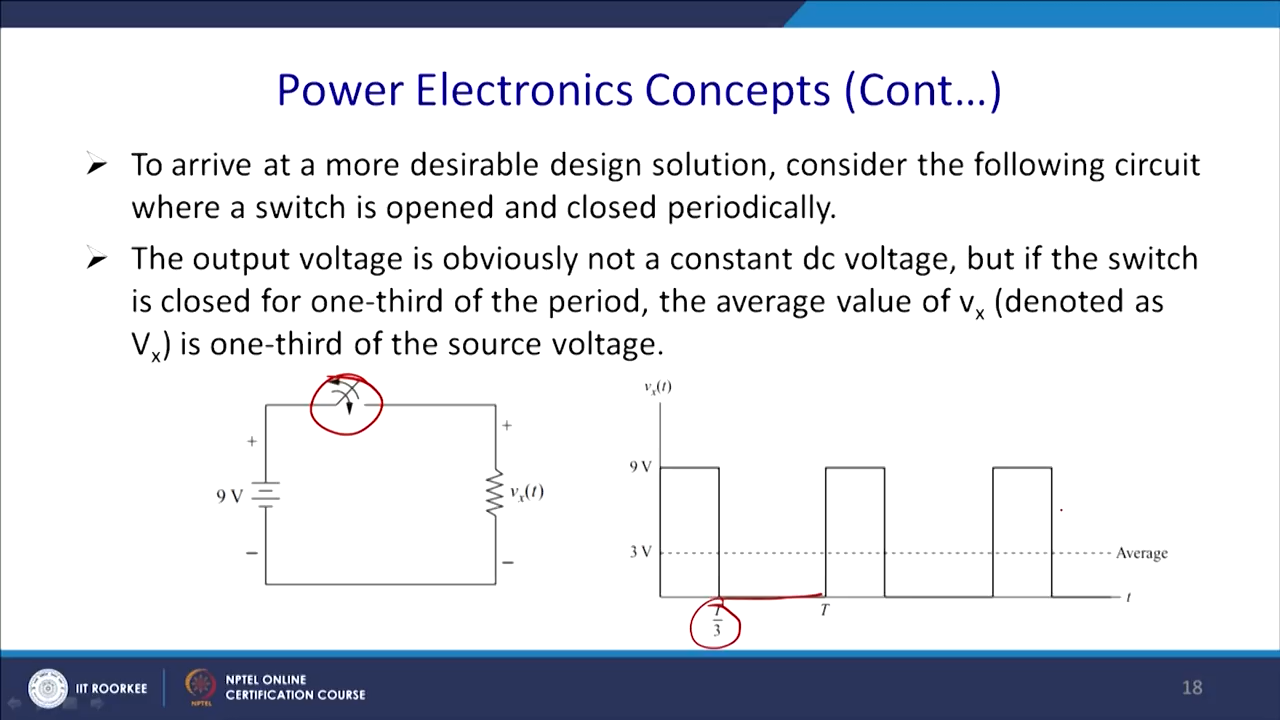 Power Electronics Concepts (Cont…)
➢ To arrive at a more desirable design solution, consider the following circuit
where a switch is opened and closed periodically.
➢ The output voltage is obviously not a constant dc voltage, but if the switch
is closed for one-third of the period, the average value of vx (denoted as
Vx) is one-third of the source voltage.
+
9 V
−
+
vx(t)
−
vx(t)
9 V
3 V
Average
T/3
T
t
IIT ROORKEE
NPTEL
NPTEL ONLINE
CERTIFICATION COURSE
18